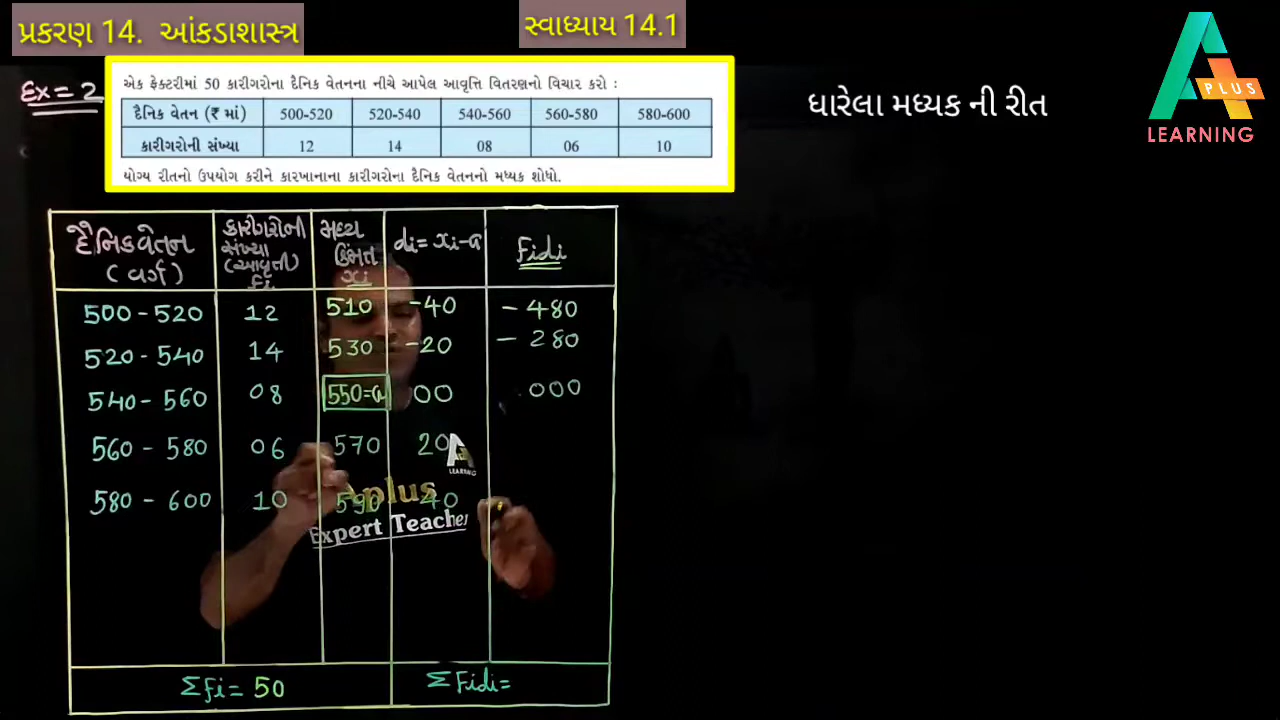 પ્રકરણ 14. આંકડાશાસ્ત્ર
સ્વાધ્યાય 14.1
A PLUS
LEARNING
Ex = 2
એક ફેક્ટરીમાં 50 કારીગરોના દૈનિક વેતનના નીચે આપેલ આવૃત્તિ વિતરણનો વિચાર કરો :
દૈનિક વેતન (₹ માં) 500-520 520-540 540-560 560-580 580-600
કારીગરોની સંખ્યા 12 14 08 06 10
યોગ્ય રીતનો ઉપયોગ કરીને કારખાનાના કારીગરોના દૈનિક વેતનનો મધ્યક શોધો.
ધારેલા મધ્યક ની રીત
દૈનિક વેતન (વર્ગ) કારીગરોની સંખ્યા (આવૃત્તી) fi મધ્ય કિંમત xi di = xi - a Fidi
500 - 520 12 510 -40 - 480
520 - 540 14 530 -20 - 280
540 - 560 08 550=a 00 000
560 - 580 06 570 20
580 - 600 10 590 40
A LEARNING
Aplus
Expert Teacher
Σfi = 50 ΣFidi=